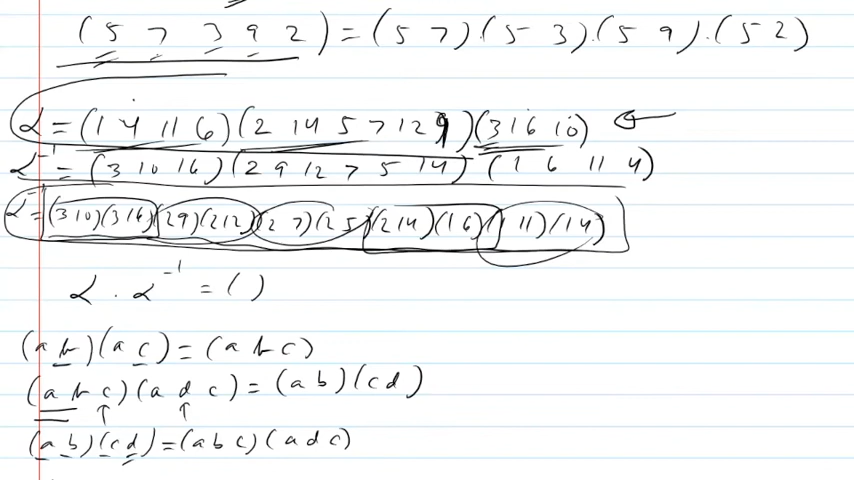 (5 7 3 9 2) = (5 7).(5 3).(5 9).(5 2)
α = (1 4 11 6)(2 14 5 7 12 9)(3 16 10) ←
α⁻¹ = (3 10 16)(2 9 12 7 5 14)(1 6 11 4)
α⁻¹ = (3 10)(3 16)(2 9)(2 12)(2 7)(2 5)(2 14)(1 6)(1 11)(1 4)
α . α⁻¹ = ( )
(a b)(a c) = (a b c)
(a b c)(a d c) = (a b)(c d)
↑ ↑
(a b)(c d) = (a b c)(a d c)